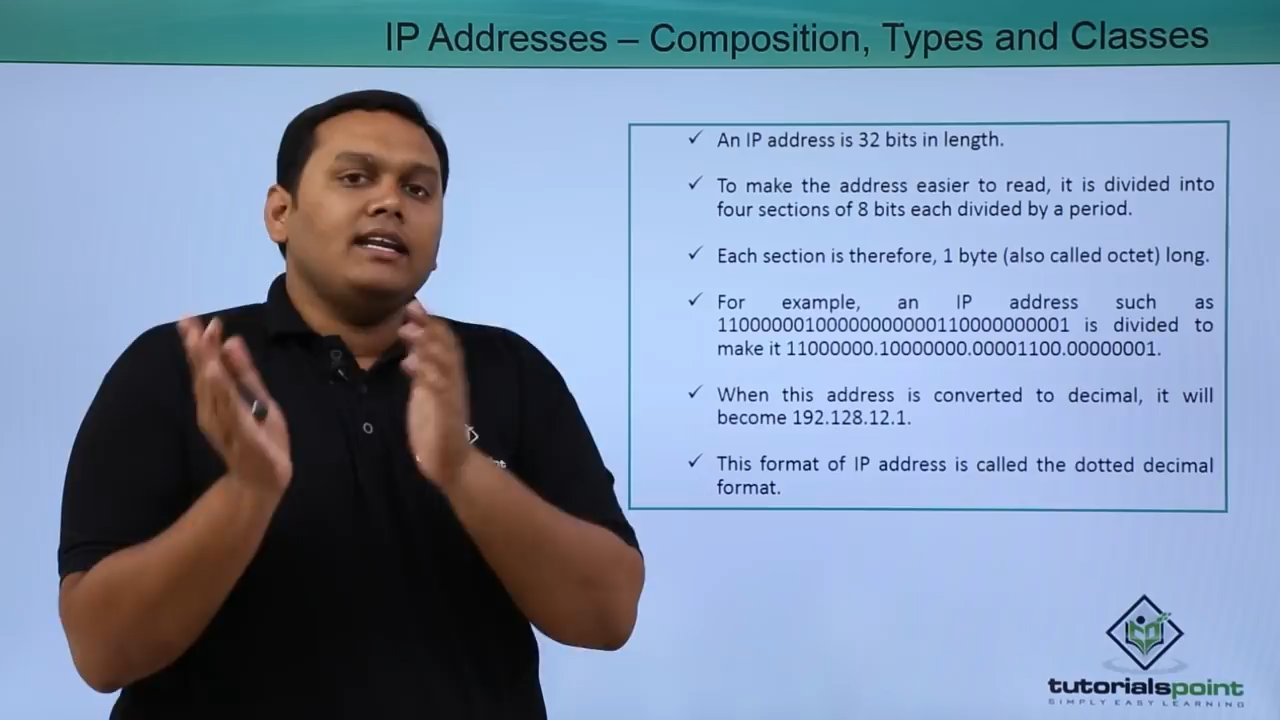 IP Addresses – Composition, Types and Classes
✓ An IP address is 32 bits in length.
✓ To make the address easier to read, it is divided into
four sections of 8 bits each divided by a period.
✓ Each section is therefore, 1 byte (also called octet) long.
✓ For example, an IP address such as
11000000100000000000110000000001 is divided to
make it 11000000.10000000.00001100.00000001.
✓ When this address is converted to decimal, it will
become 192.128.12.1.
✓ This format of IP address is called the dotted decimal
format.
tutorialspoint
SIMPLY EASY LEARNING